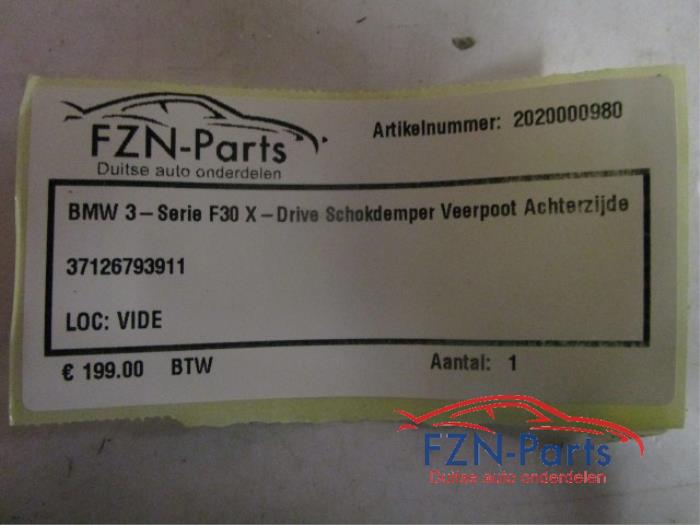 FZN-Parts
Duitse auto onderdelen
Artikelnummer: 2020000980
BMW 3-Serie F30 X-Drive Schokdemper Veerpoot Achterzijde
37126793911
LOC: VIDE
€ 199.00 BTW
Aantal: 1
FZN-Parts
Duitse auto onderdelen